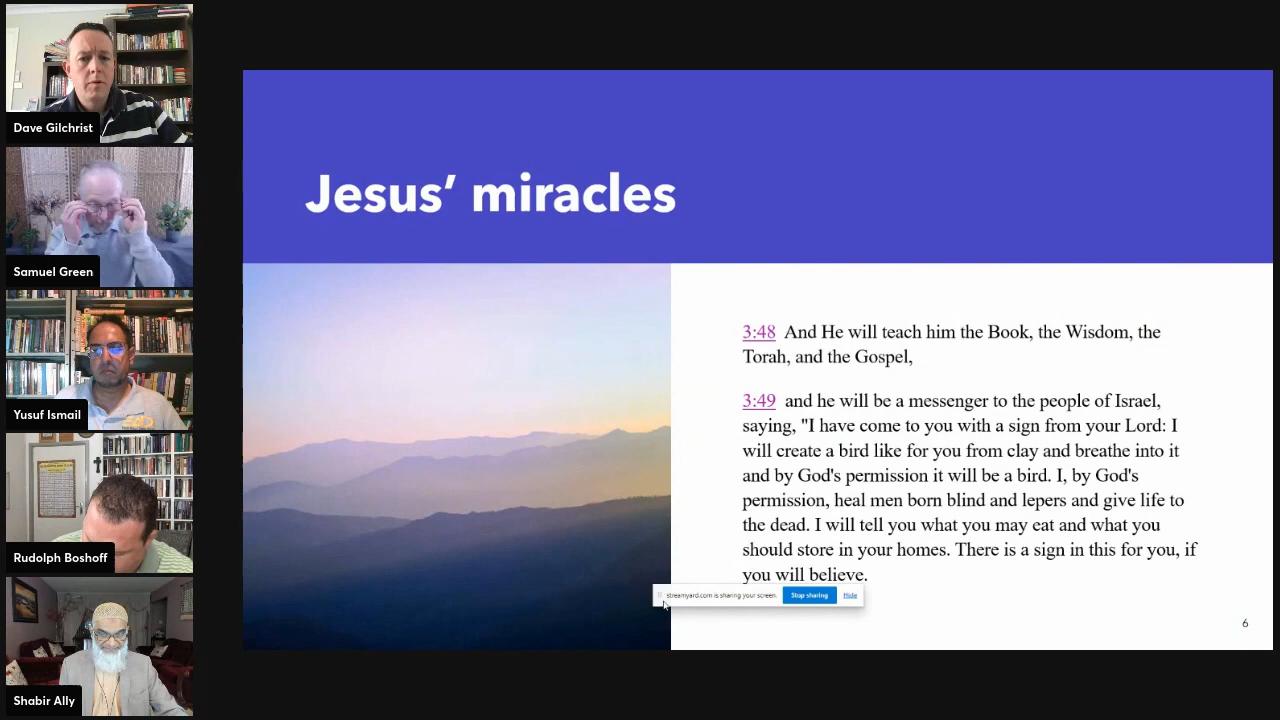 Dave Gilchrist
Samuel Green
Yusuf Ismail
Rudolph Boshoff
Shabir Ally
Jesus’ miracles
3:48 And He will teach him the Book, the Wisdom, the
Torah, and the Gospel,
3:49 and he will be a messenger to the people of Israel,
saying, "I have come to you with a sign from your Lord: I
will create a bird like for you from clay and breathe into it
and by God's permission it will be a bird. I, by God's
permission, heal men born blind and lepers and give life to
the dead. I will tell you what you may eat and what you
should store in your homes. There is a sign in this for you, if
you will believe.
streamyard.com is sharing your screen. Stop sharing Hide
6